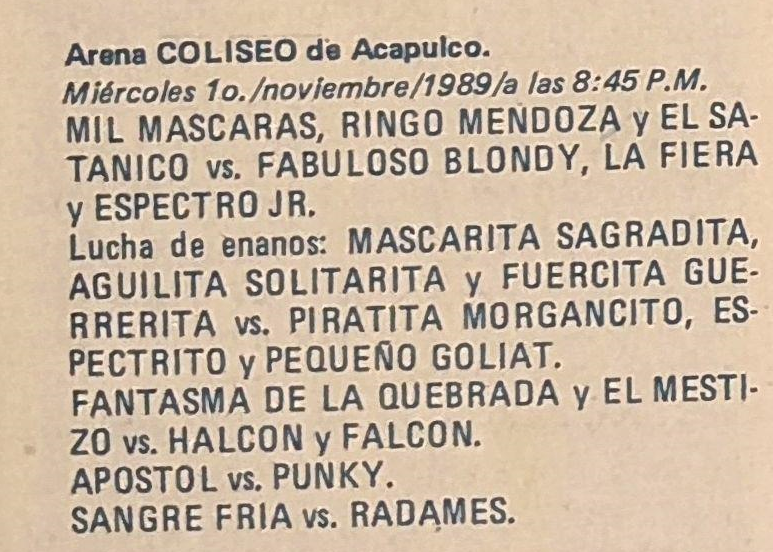 Arena COLISEO de Acapulco.
Miércoles 1o./noviembre/1989/a las 8:45 P.M.
MIL MASCARAS, RINGO MENDOZA y EL SA-
TANICO vs. FABULOSO BLONDY, LA FIERA
y ESPECTRO JR.
Lucha de enanos: MASCARITA SAGRADITA,
AGUILITA SOLITARITA y FUERCITA GUE-
RRERITA vs. PIRATITA MORGANCITO, ES-
PECTRITO y PEQUEÑO GOLIAT.
FANTASMA DE LA QUEBRADA y EL MESTI-
ZO vs. HALCON y FALCON.
APOSTOL vs. PUNKY.
SANGRE FRIA vs. RADAMES.